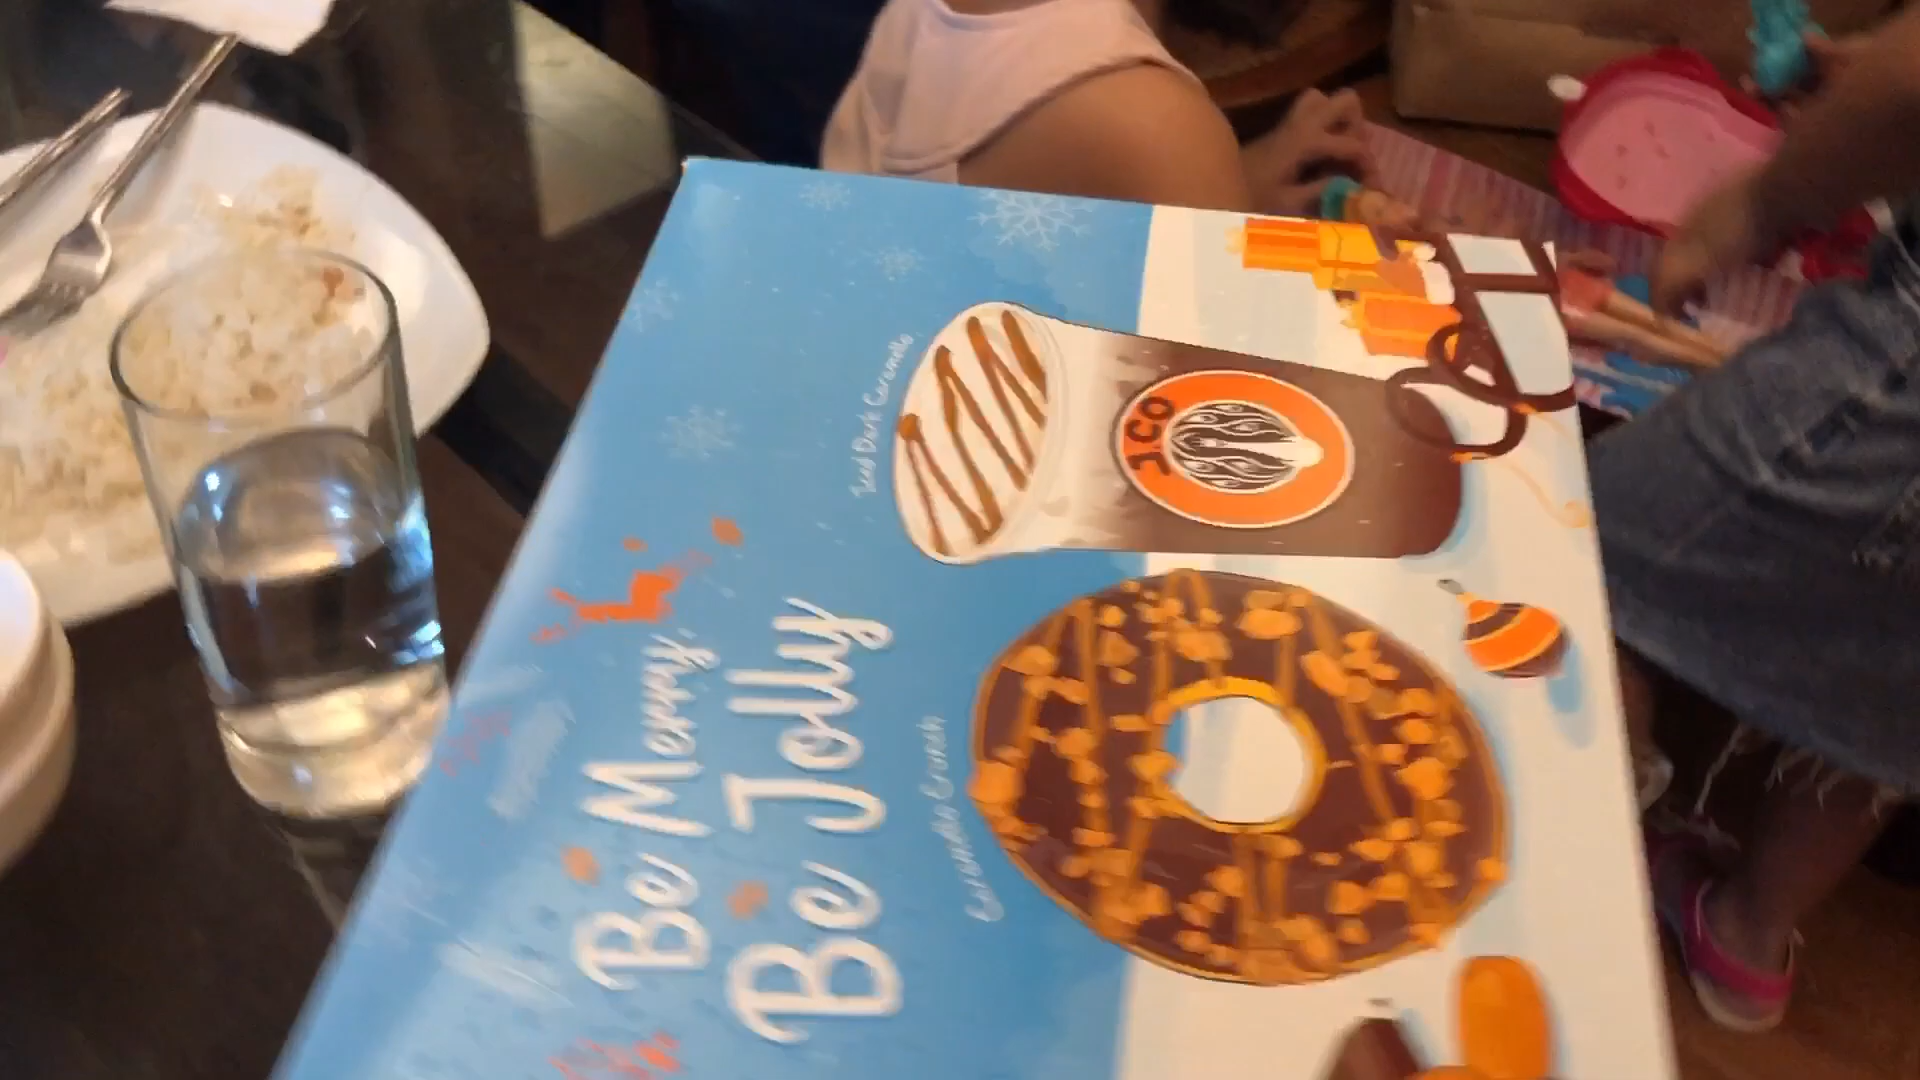 Be Merry,
Be Jolly
Iced Dark Caramello
J.CO
Caramello Crunch